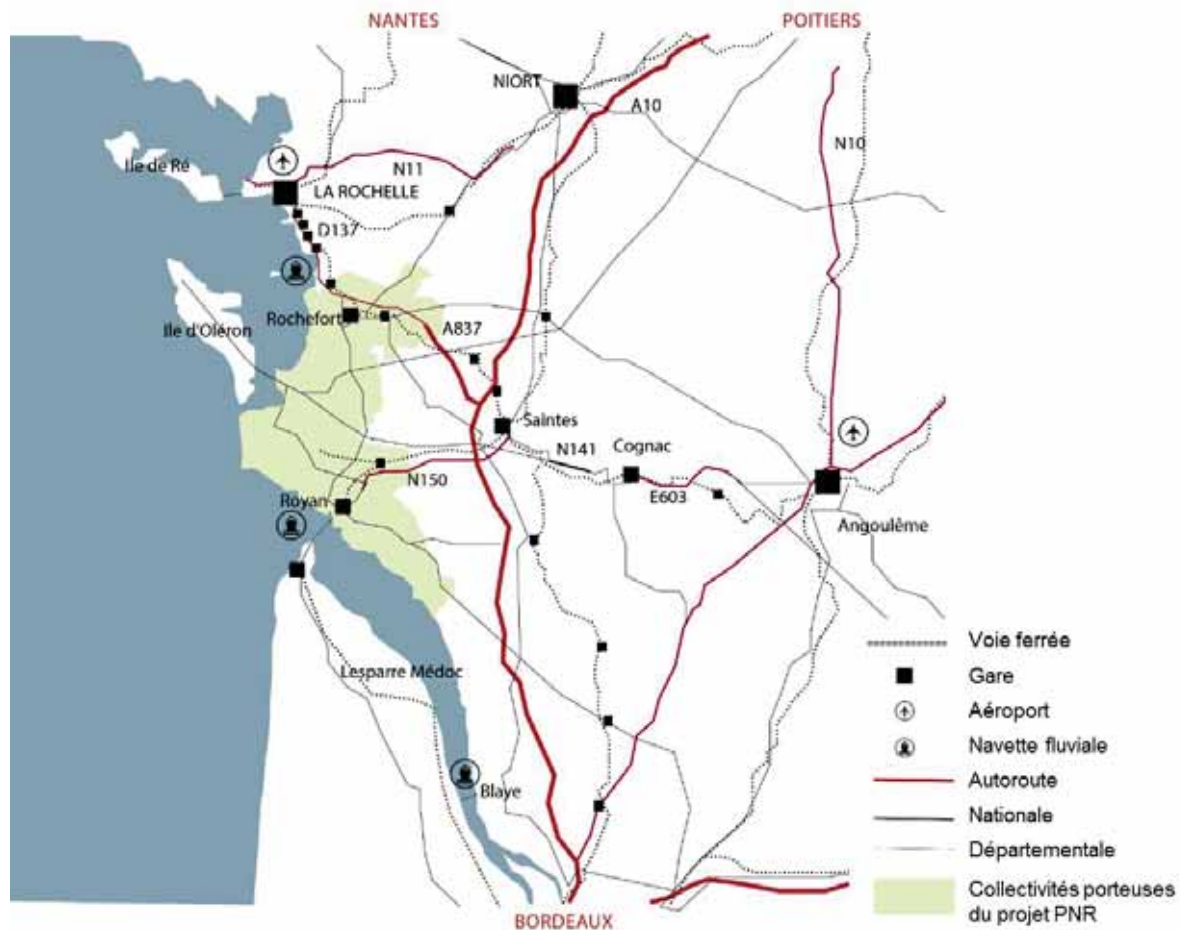 NANTES
POITIERS
NIORT
A10
N10
Ile de Ré
N11
LA ROCHELLE
D137
Rochefort
Ile d'Oléron
A837
Saintes
Cognac
N141
N150
E603
Royan
Angoulême
Lesparre Médoc
Blaye
BORDEAUX
Voie ferrée
Gare
Aéroport
Navette fluviale
Autoroute
Nationale
Départementale
Collectivités porteuses
du projet PNR